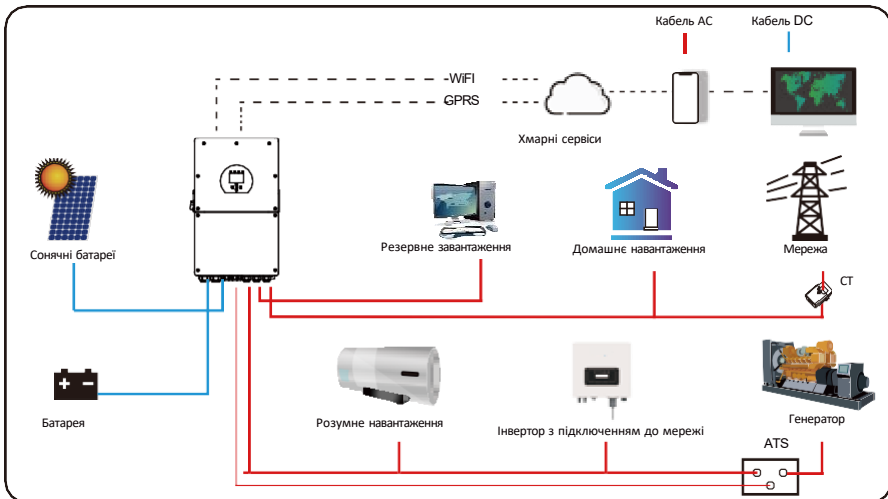 Кабель AC
Кабель DC
WiFI
GPRS
Хмарні сервіси
Сонячні батареї
Резервне завантаження
Домашнє навантаження
Мережа
CT
Батарея
Розумне навантаження
Інвертор з підключенням до мережі
Генератор
ATS